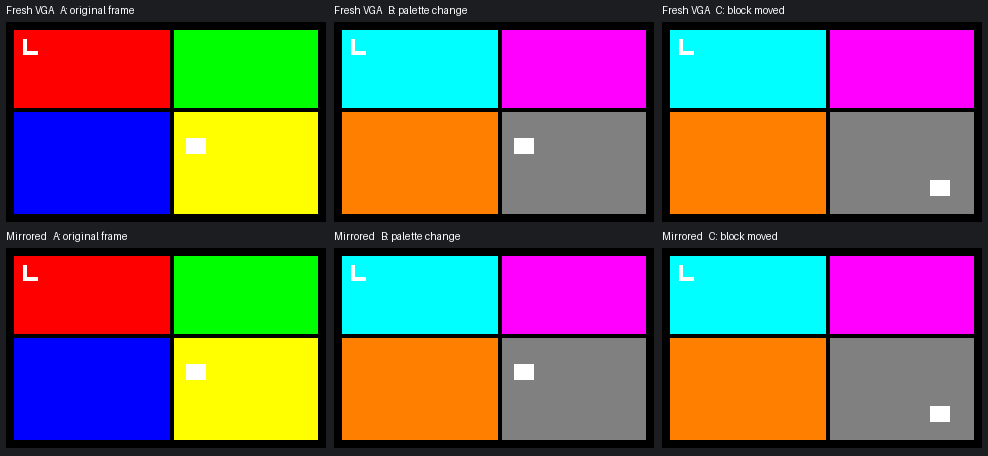 Fresh VGA A: original frame
Fresh VGA B: palette change
Fresh VGA C: block moved
Mirrored A: original frame
Mirrored B: palette change
Mirrored C: block moved